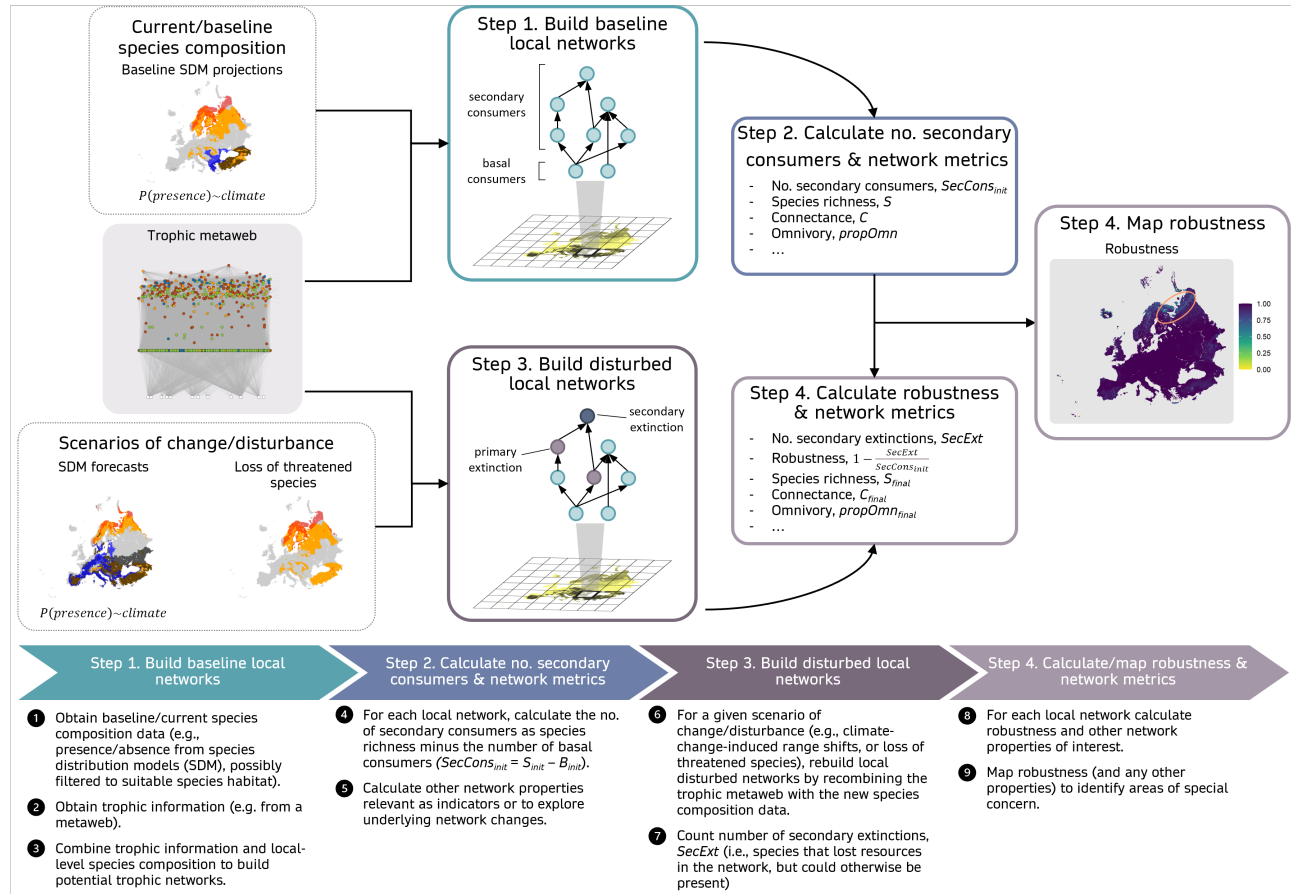 Current/baseline
species composition
Baseline SDM projections
P(presence)~climate
Trophic metaweb
Scenarios of change/disturbance
SDM forecasts
Loss of threatened
species
P(presence)~climate
Step 1. Build baseline
local networks
secondary
consumers
basal
consumers
Step 3. Build disturbed
local networks
secondary
extinction
primary
extinction
Step 2. Calculate no. secondary
consumers & network metrics
- No. secondary consumers, SecCons_init
- Species richness, S
- Connectance, C
- Omnivory, propOmn
- ...
Step 4. Calculate robustness
& network metrics
- No. secondary extinctions, SecExt
- Robustness, 1 − SecExt/SecCons_init
- Species richness, S_final
- Connectance, C_final
- Omnivory, propOmn_final
- ...
Step 4. Map robustness
Robustness
1.00
0.75
0.50
0.25
0.00
Step 1. Build baseline local
networks
1 Obtain baseline/current species
composition data (e.g.,
presence/absence from species
distribution models (SDM), possibly
filtered to suitable species habitat).
2 Obtain trophic information (e.g. from a
metaweb).
3 Combine trophic information and local-
level species composition to build
potential trophic networks.
Step 2. Calculate no. secondary
consumers & network metrics
4 For each local network, calculate the no.
of secondary consumers as species
richness minus the number of basal
consumers (SecCons_init = S_init – B_init).
5 Calculate other network properties
relevant as indicators or to explore
underlying network changes.
Step 3. Build disturbed local
networks
6 For a given scenario of
change/disturbance (e.g., climate-
change-induced range shifts, or loss of
threatened species), rebuild local
disturbed networks by recombining the
trophic metaweb with the new species
composition data.
7 Count number of secondary extinctions,
SecExt (i.e., species that lost resources
in the network, but could otherwise be
present)
Step 4. Calculate/map robustness &
network metrics
8 For each local network calculate
robustness and other network
properties of interest.
9 Map robustness (and any other
properties) to identify areas of special
concern.